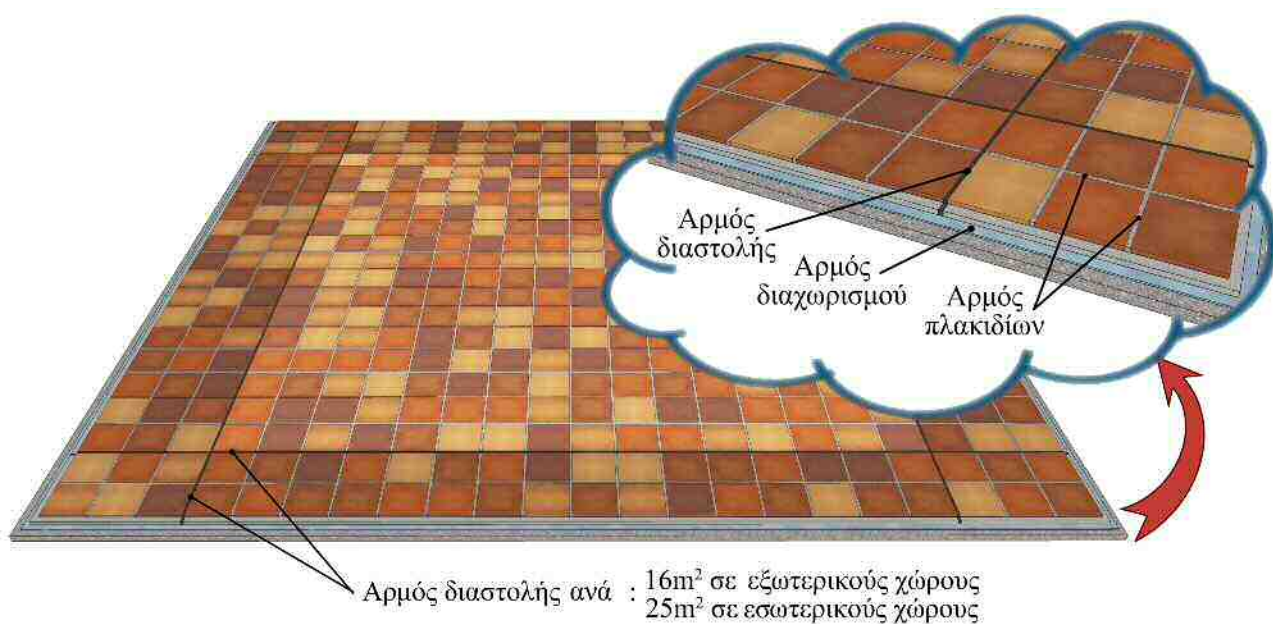 Αρμός
διαστολής
Αρμός
διαχωρισμού
Αρμός
πλακιδίων
Αρμός διαστολής ανά : 16m² σε εξωτερικούς χώρους
25m² σε εσωτερικούς χώρους